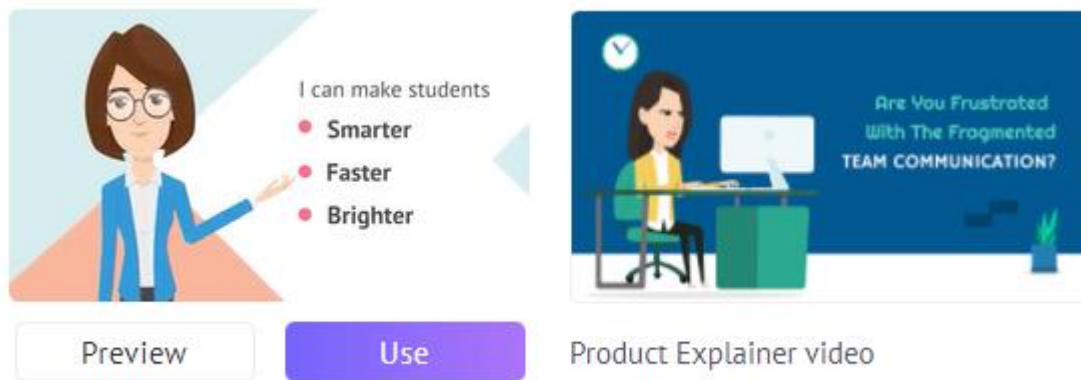 I can make students
Smarter
Faster
Brighter
Are You Frustrated
With The Fragmented
TEAM COMMUNICATION?
Preview
Use
Product Explainer video